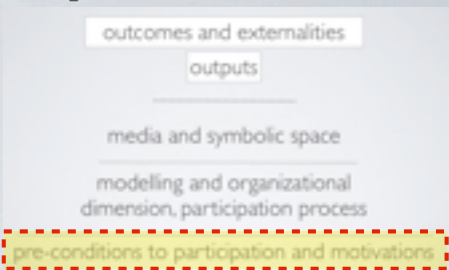 outcomes and externalities
outputs
media and symbolic space
modelling and organizational
dimension, participation process
pre-conditions to participation and motivations